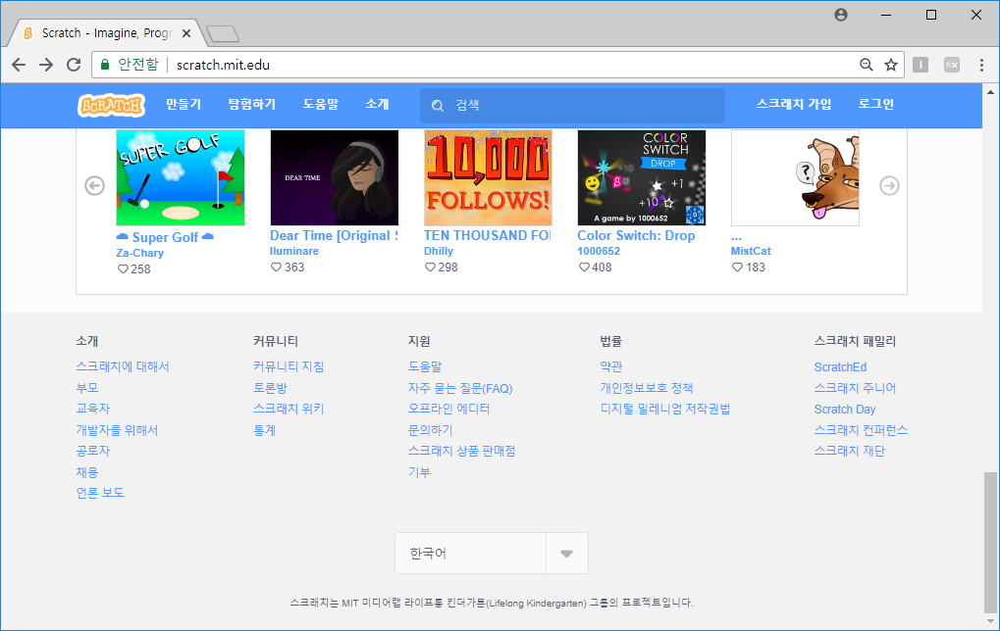 Scratch - Imagine, Progr
안전함 scratch.mit.edu
SCRATCH 만들기 탐험하기 도움말 소개 검색 스크래치 가입 로그인
SUPER GOLF
DEAR TIME
10,000
FOLLOWS!
COLOR
SWITCH
DROP
+1
+10
A game by 1000652
?
Super Golf
Za-Chary
258
Dear Time [Original S
Iluminare
363
TEN THOUSAND FOL
Dhilly
298
Color Switch: Drop
1000652
408
...
MistCat
183
소개
스크래치에 대해서
부모
교육자
개발자를 위해서
공로자
채용
언론 보도
커뮤니티
커뮤니티 지침
토론방
스크래치 위키
통계
지원
도움말
자주 묻는 질문(FAQ)
오프라인 에디터
문의하기
스크래치 상품 판매점
기부
법률
약관
개인정보보호 정책
디지털 밀레니엄 저작권법
스크래치 패밀리
ScratchEd
스크래치 주니어
Scratch Day
스크래치 컨퍼런스
스크래치 재단
한국어
스크래치는 MIT 미디어랩 라이프롱 킨더가튼(Lifelong Kindergarten) 그룹의 프로젝트입니다.